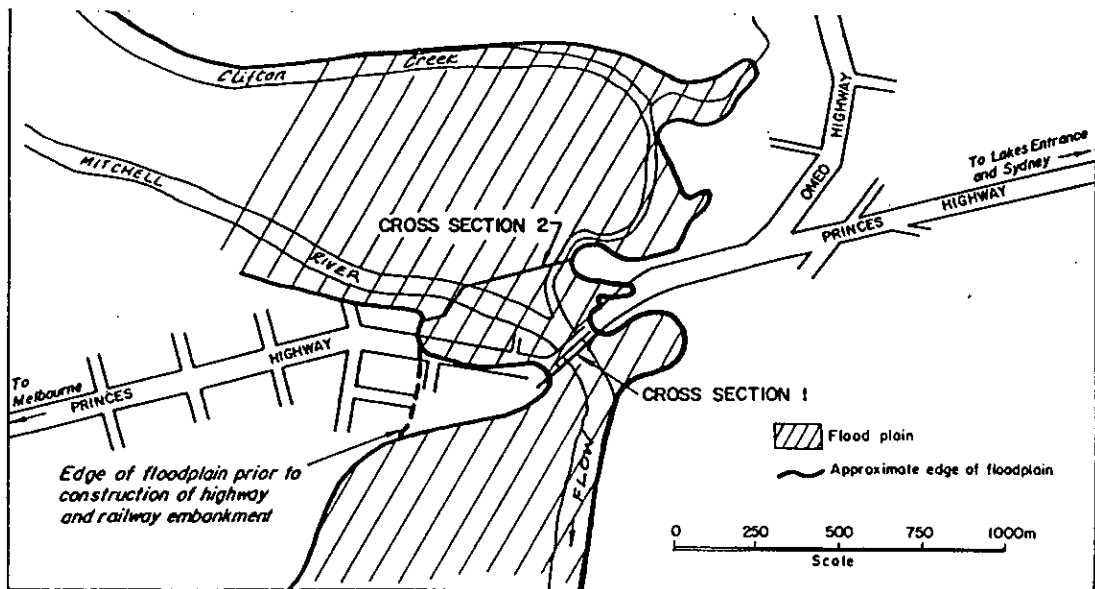 Clifton Creek
MITCHELL
RIVER
CROSS SECTION 2
OMEO HIGHWAY
To Lakes Entrance
and Sydney
PRINCES HIGHWAY
To
Melbourne
PRINCES HIGHWAY
CROSS SECTION 1
Edge of floodplain prior to
construction of highway
and railway embankment
FLOW
Flood plain
Approximate edge of floodplain
0 250 500 750 1000m
Scale